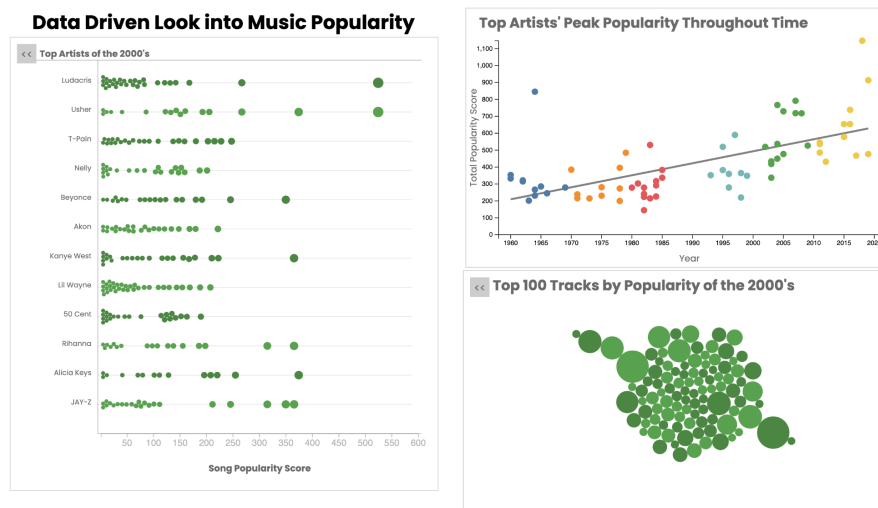 Data Driven Look into Music Popularity
<< Top Artists of the 2000's
Ludacris
Usher
T-Pain
Nelly
Beyonce
Akon
Kanye West
Lil Wayne
50 Cent
Rihanna
Alicia Keys
JAY-Z
50 100 150 200 250 300 350 400 450 500 550 600
Song Popularity Score
Top Artists' Peak Popularity Throughout Time
Total Popularity Score
1,100
1,000
900
800
700
600
500
400
300
200
100
0
1960 1965 1970 1975 1980 1985 1990 1995 2000 2005 2010 2015 202
Year
<< Top 100 Tracks by Popularity of the 2000's